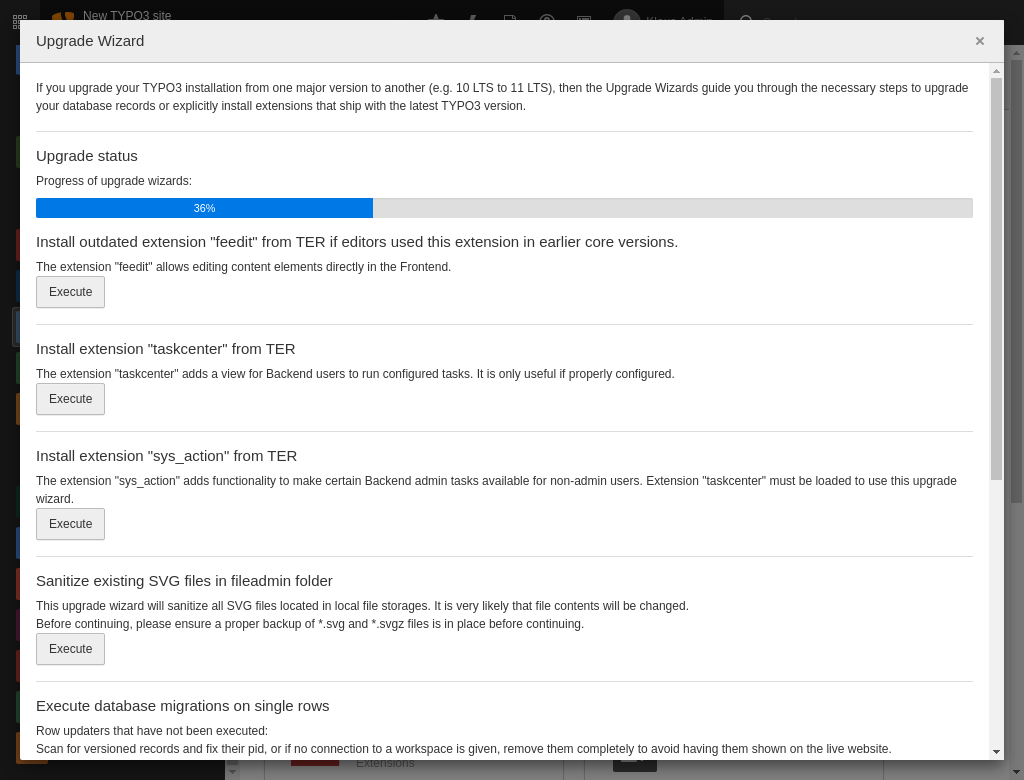 New TYPO3 site
Upgrade Wizard
×
If you upgrade your TYPO3 installation from one major version to another (e.g. 10 LTS to 11 LTS), then the Upgrade Wizards guide you through the necessary steps to upgrade
your database records or explicitly install extensions that ship with the latest TYPO3 version.
Upgrade status
Progress of upgrade wizards:
36%
Install outdated extension "feedit" from TER if editors used this extension in earlier core versions.
The extension "feedit" allows editing content elements directly in the Frontend.
Execute
Install extension "taskcenter" from TER
The extension "taskcenter" adds a view for Backend users to run configured tasks. It is only useful if properly configured.
Execute
Install extension "sys_action" from TER
The extension "sys_action" adds functionality to make certain Backend admin tasks available for non-admin users. Extension "taskcenter" must be loaded to use this upgrade
wizard.
Execute
Sanitize existing SVG files in fileadmin folder
This upgrade wizard will sanitize all SVG files located in local file storages. It is very likely that file contents will be changed.
Before continuing, please ensure a proper backup of *.svg and *.svgz files is in place before continuing.
Execute
Execute database migrations on single rows
Row updaters that have not been executed:
Scan for versioned records and fix their pid, or if no connection to a workspace is given, remove them completely to avoid having them shown on the live website.
Extensions